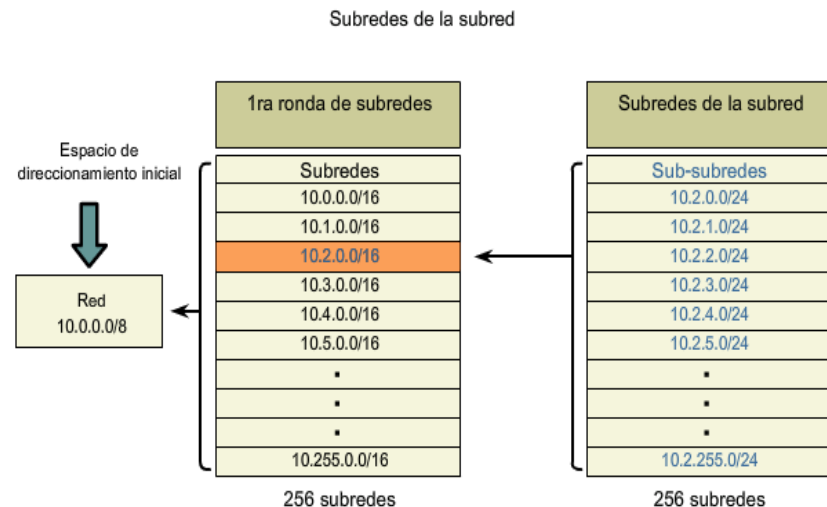 Subredes de la subred
Espacio de
direccionamiento inicial
Red
10.0.0.0/8
1ra ronda de subredes
Subredes
10.0.0.0/16
10.1.0.0/16
10.2.0.0/16
10.3.0.0/16
10.4.0.0/16
10.5.0.0/16
.
.
.
10.255.0.0/16
256 subredes
Subredes de la subred
Sub-subredes
10.2.0.0/24
10.2.1.0/24
10.2.2.0/24
10.2.3.0/24
10.2.4.0/24
10.2.5.0/24
.
.
.
10.2.255.0/24
256 subredes